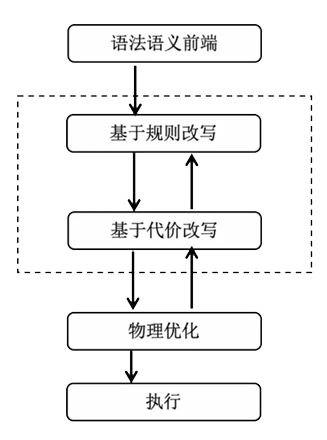 语法语义前端
基于规则改写
基于代价改写
物理优化
执行